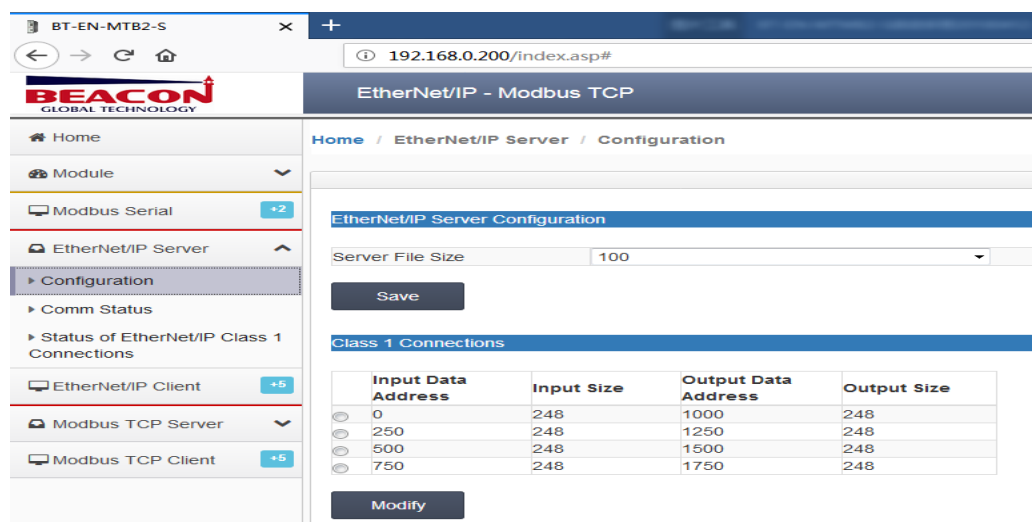 BT-EN-MTB2-S
192.168.0.200/index.asp#
BEACON
GLOBAL TECHNOLOGY
EtherNet/IP - Modbus TCP
Home
Module
Modbus Serial +2
EtherNet/IP Server
Configuration
Comm Status
Status of EtherNet/IP Class 1
Connections
EtherNet/IP Client +5
Modbus TCP Server
Modbus TCP Client +5
Home / EtherNet/IP Server / Configuration
EtherNet/IP Server Configuration
Server File Size 100
Save
Class 1 Connections
Input Data Address Input Size Output Data Address Output Size
0 248 1000 248
250 248 1250 248
500 248 1500 248
750 248 1750 248
Modify